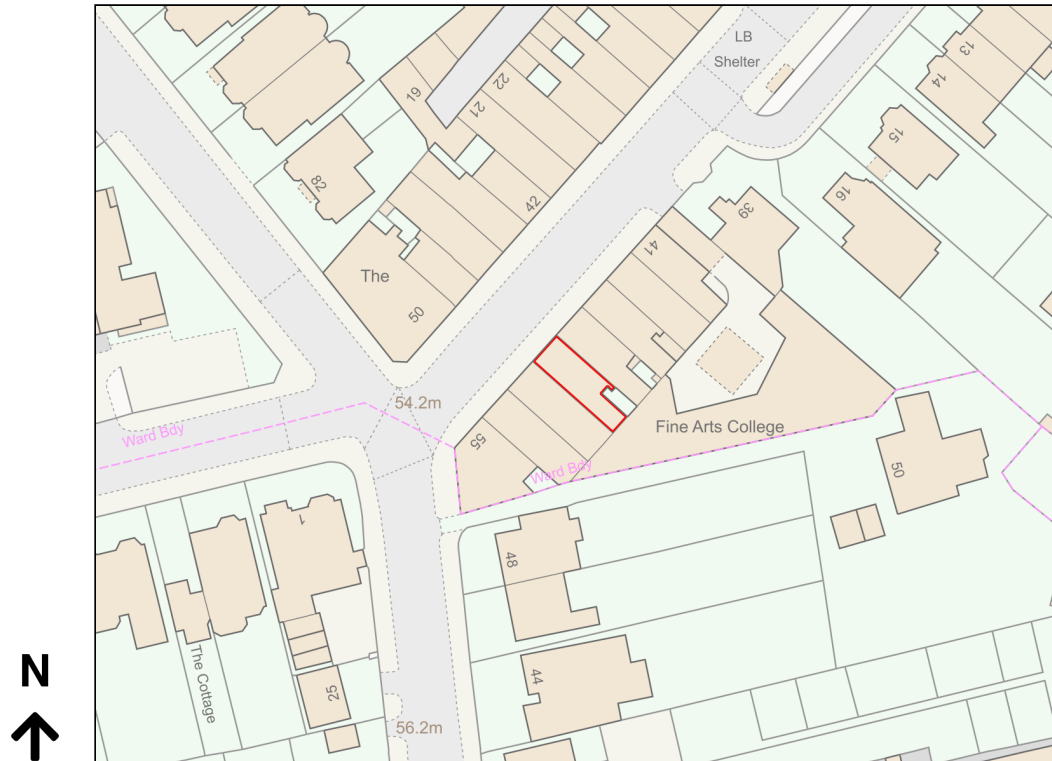 LB
Shelter
13
14
19
22
21
15
82
16
39
42
41
The
50
54.2m
Ward Bdy
55
Fine Arts College
Ward Bdy
50
1
48
The Cottage
44
25
56.2m
N